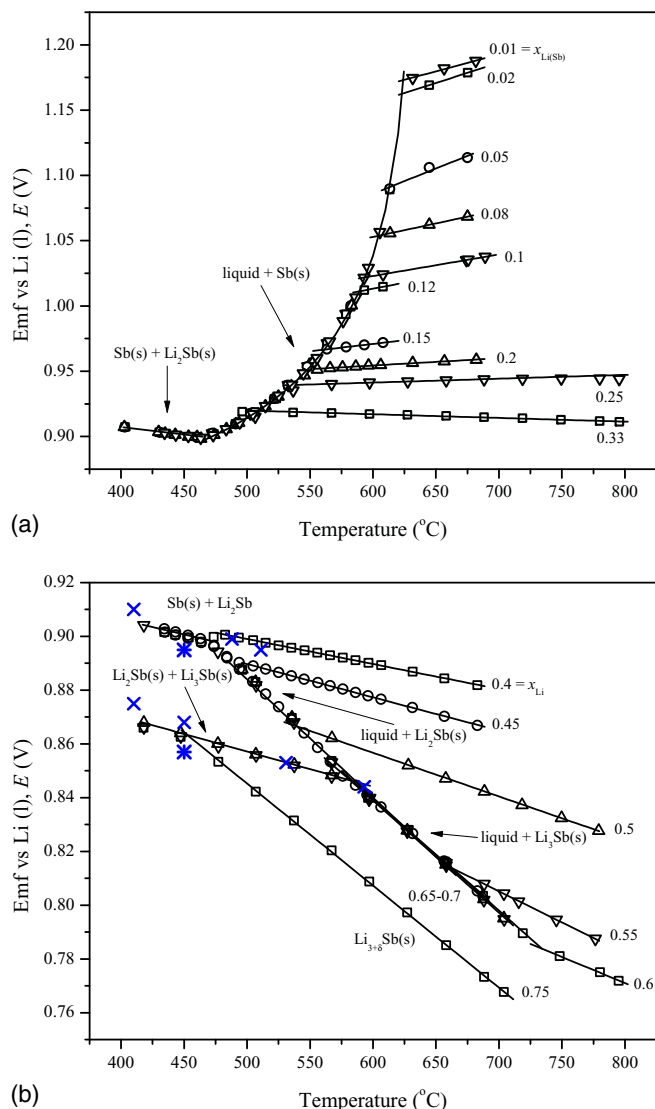 1.20
1.15
1.10
1.05
1.00
0.95
0.90
Emf vs Li (l), E (V)
0.01 = x_Li(Sb)
0.02
0.05
0.08
0.1
0.12
0.15
0.2
0.25
0.33
liquid + Sb(s)
Sb(s) + Li2Sb(s)
400 450 500 550 600 650 700 750 800
Temperature (°C)
(a)
0.92
0.90
0.88
0.86
0.84
0.82
0.80
0.78
0.76
Emf vs Li (l), E (V)
Sb(s) + Li2Sb
Li2Sb(s) + Li3Sb(s)
0.4 = x_Li
0.45
liquid + Li2Sb(s)
0.5
liquid + Li3Sb(s)
0.65-0.7
0.55
Li3+δSb(s)
0.6
0.75
400 450 500 550 600 650 700 750 800
Temperature (°C)
(b)